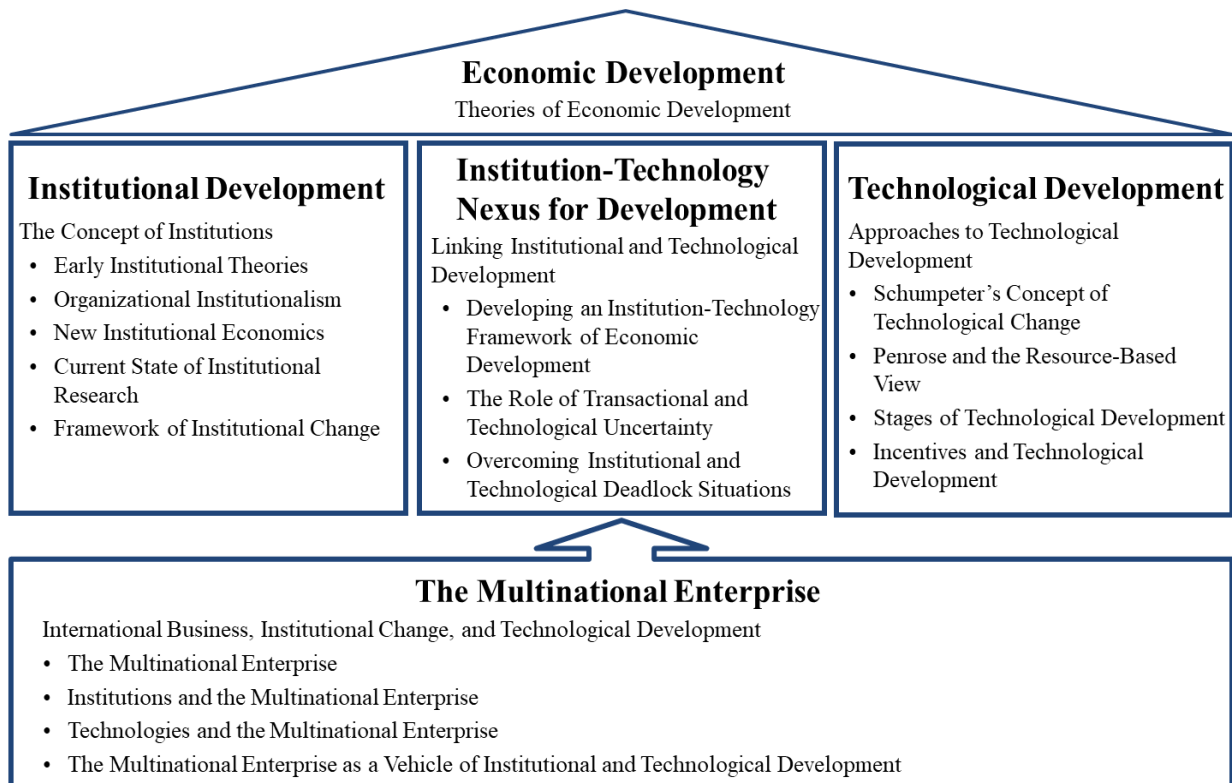 Economic Development
Theories of Economic Development
Institutional Development
The Concept of Institutions
• Early Institutional Theories
• Organizational Institutionalism
• New Institutional Economics
• Current State of Institutional
Research
• Framework of Institutional Change
Institution-Technology
Nexus for Development
Linking Institutional and Technological
Development
• Developing an Institution-Technology
Framework of Economic
Development
• The Role of Transactional and
Technological Uncertainty
• Overcoming Institutional and
Technological Deadlock Situations
Technological Development
Approaches to Technological
Development
• Schumpeter’s Concept of
Technological Change
• Penrose and the Resource-Based
View
• Stages of Technological Development
• Incentives and Technological
Development
The Multinational Enterprise
International Business, Institutional Change, and Technological Development
• The Multinational Enterprise
• Institutions and the Multinational Enterprise
• Technologies and the Multinational Enterprise
• The Multinational Enterprise as a Vehicle of Institutional and Technological Development